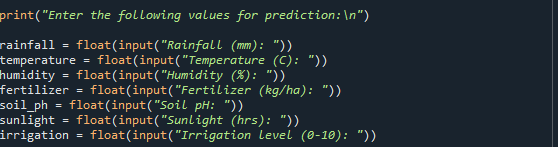 print("Enter the following values for prediction:\n")
rainfall = float(input("Rainfall (mm): "))
temperature = float(input("Temperature (C): "))
humidity = float(input("Humidity (%): "))
fertilizer = float(input("Fertilizer (kg/ha): "))
soil_ph = float(input("Soil pH: "))
sunlight = float(input("Sunlight (hrs): "))
irrigation = float(input("Irrigation level (0-10): "))